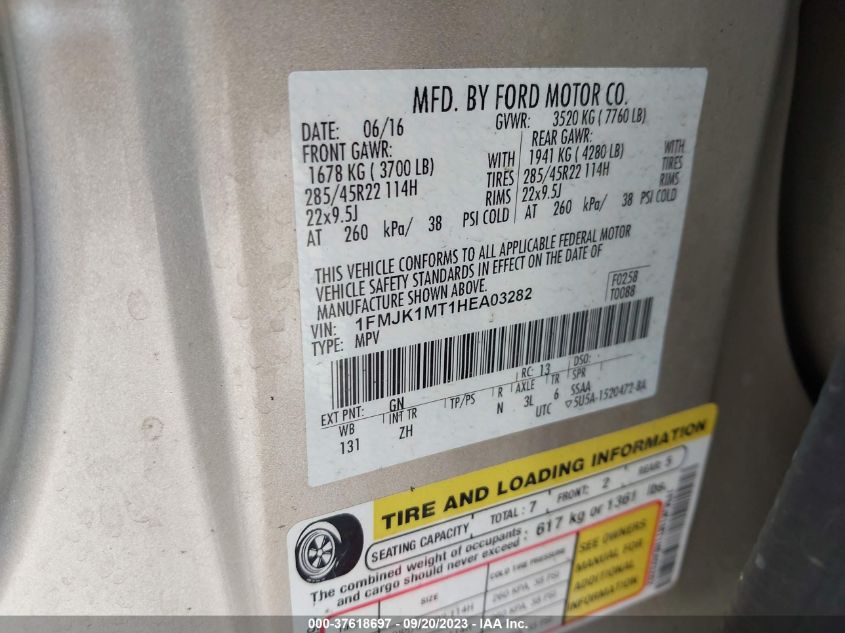 MFD. BY FORD MOTOR CO.
DATE: 06/16 GVWR: 3520 KG ( 7760 LB)
FRONT GAWR: REAR GAWR:
1678 KG ( 3700 LB) WITH 1941 KG ( 4280 LB) WITH
285/45R22 114H TIRES 285/45R22 114H TIRES
22x9.5J RIMS 22x9.5J RIMS
AT 260 kPa/ 38 PSI COLD AT 260 kPa/ 38 PSI COLD
THIS VEHICLE CONFORMS TO ALL APPLICABLE FEDERAL MOTOR
VEHICLE SAFETY STANDARDS IN EFFECT ON THE DATE OF
MANUFACTURE SHOWN ABOVE.
VIN: 1FMJK1MT1HEA03282
TYPE: MPV
F0258
T0088
RC: 13 DSO:
EXT PNT: GN
WB INT TR TP/PS R AXLE TR SPR
131 ZH N 3L 6 SSAA
UTC ▽5U5A-1520472-BA
TIRE AND LOADING INFORMATION
SEATING CAPACITY TOTAL: 7 FRONT: 2 REAR: 5
The combined weight of occupants
and cargo should never exceed : 617 kg or 1361 lbs.
SIZE COLD TIRE PRESSURE
SEE OWNERS
MANUAL FOR
ADDITIONAL
INFORMATION
000-37618697 - 09/20/2023 - IAA Inc.